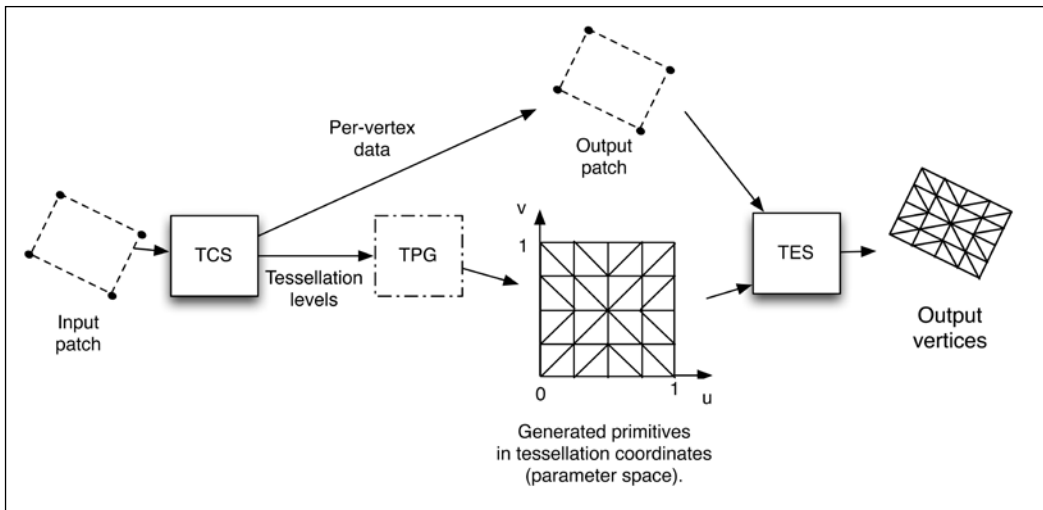 Per-vertex
data
Output
patch
TCS
Tessellation
levels
TPG
Input
patch
v
1
0
1
u
Generated primitives
in tessellation coordinates
(parameter space).
TES
Output
vertices